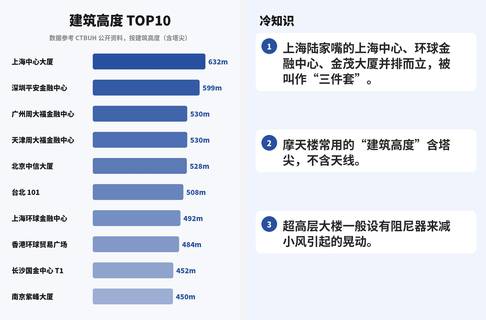 建筑高度 TOP10
数据参考 CTBUH 公开资料，按建筑高度（含塔尖）
上海中心大厦 632m
深圳平安金融中心 599m
广州周大福金融中心 530m
天津周大福金融中心 530m
北京中信大厦 528m
台北 101 508m
上海环球金融中心 492m
香港环球贸易广场 484m
长沙国金中心 T1 452m
南京紫峰大厦 450m
冷知识
1 上海陆家嘴的上海中心、环球金
融中心、金茂大厦并排而立，被
叫作“三件套”。
2 摩天楼常用的“建筑高度”含塔
尖，不含天线。
3 超高层大楼一般设有阻尼器来减
小风引起的晃动。